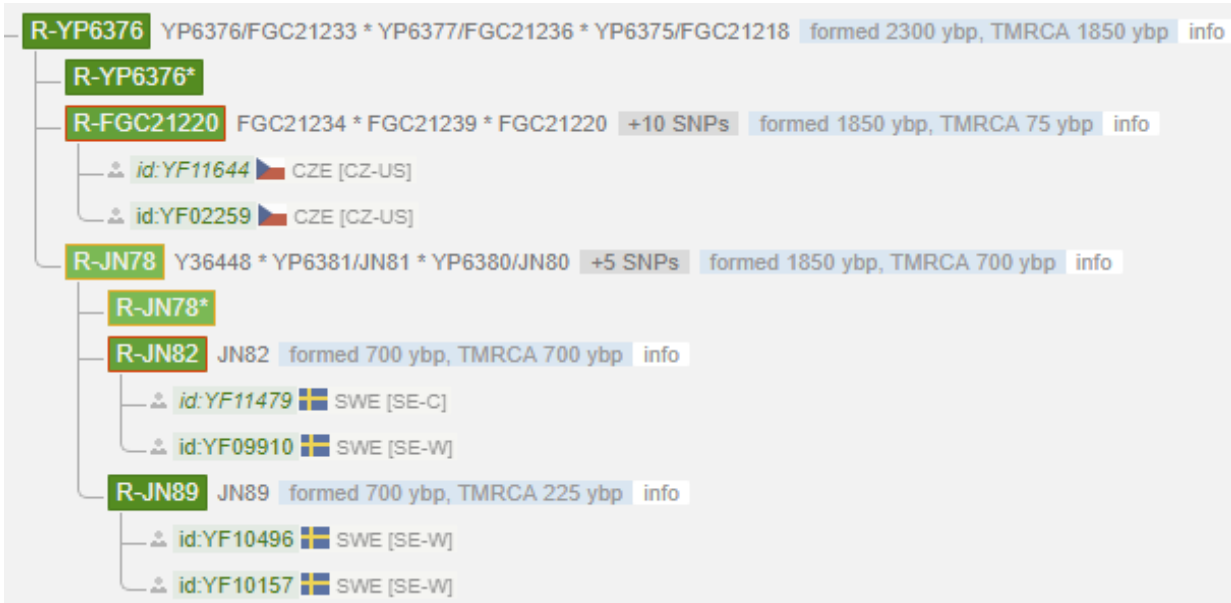 R-YP6376 YP6376/FGC21233 * YP6377/FGC21236 * YP6375/FGC21218 formed 2300 ybp, TMRCA 1850 ybp info
R-YP6376*
R-FGC21220 FGC21234 * FGC21239 * FGC21220 +10 SNPs formed 1850 ybp, TMRCA 75 ybp info
id:YF11644 CZE [CZ-US]
id:YF02259 CZE [CZ-US]
R-JN78 Y36448 * YP6381/JN81 * YP6380/JN80 +5 SNPs formed 1850 ybp, TMRCA 700 ybp info
R-JN78*
R-JN82 JN82 formed 700 ybp, TMRCA 700 ybp info
id:YF11479 SWE [SE-C]
id:YF09910 SWE [SE-W]
R-JN89 JN89 formed 700 ybp, TMRCA 225 ybp info
id:YF10496 SWE [SE-W]
id:YF10157 SWE [SE-W]